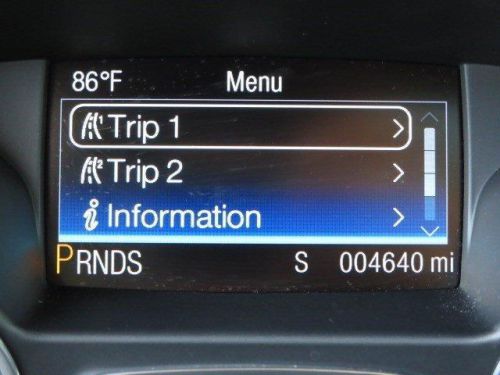 86°F Menu
Trip 1 >
Trip 2 >
i Information >
PRNDS S 004640 mi